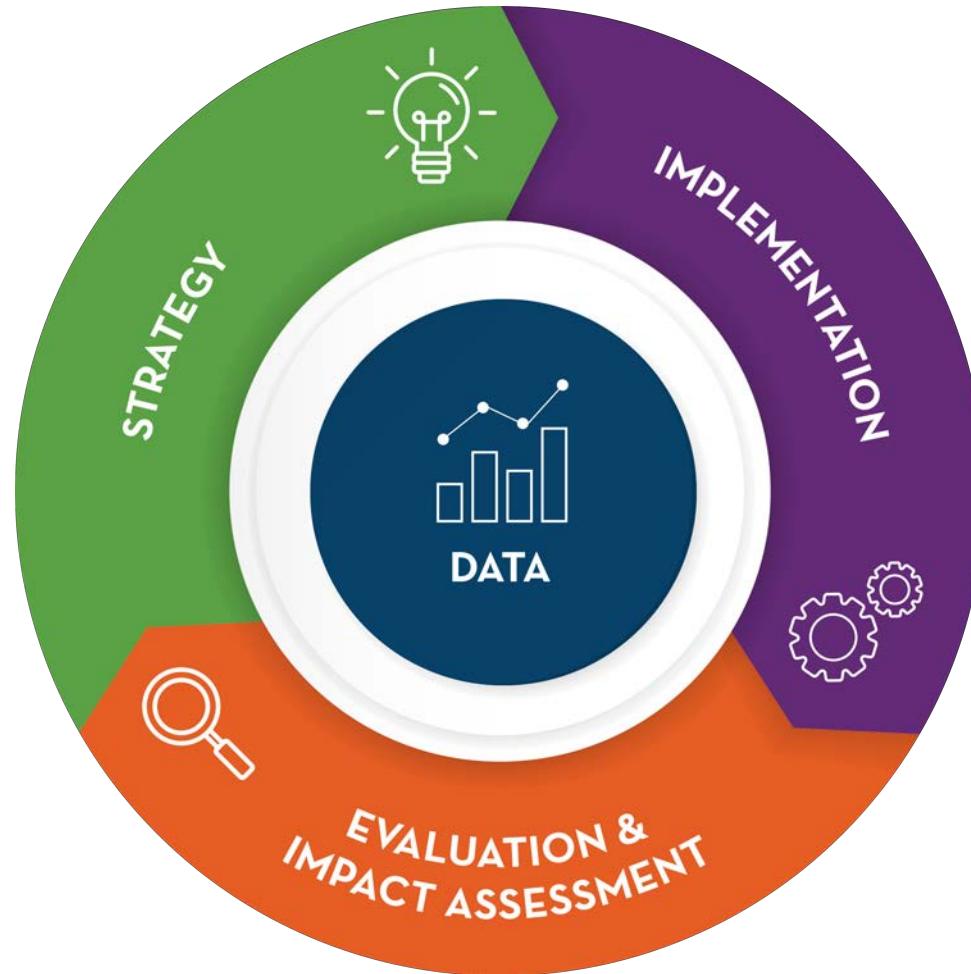 STRATEGY
IMPLEMENTATION
DATA
EVALUATION &
IMPACT ASSESSMENT